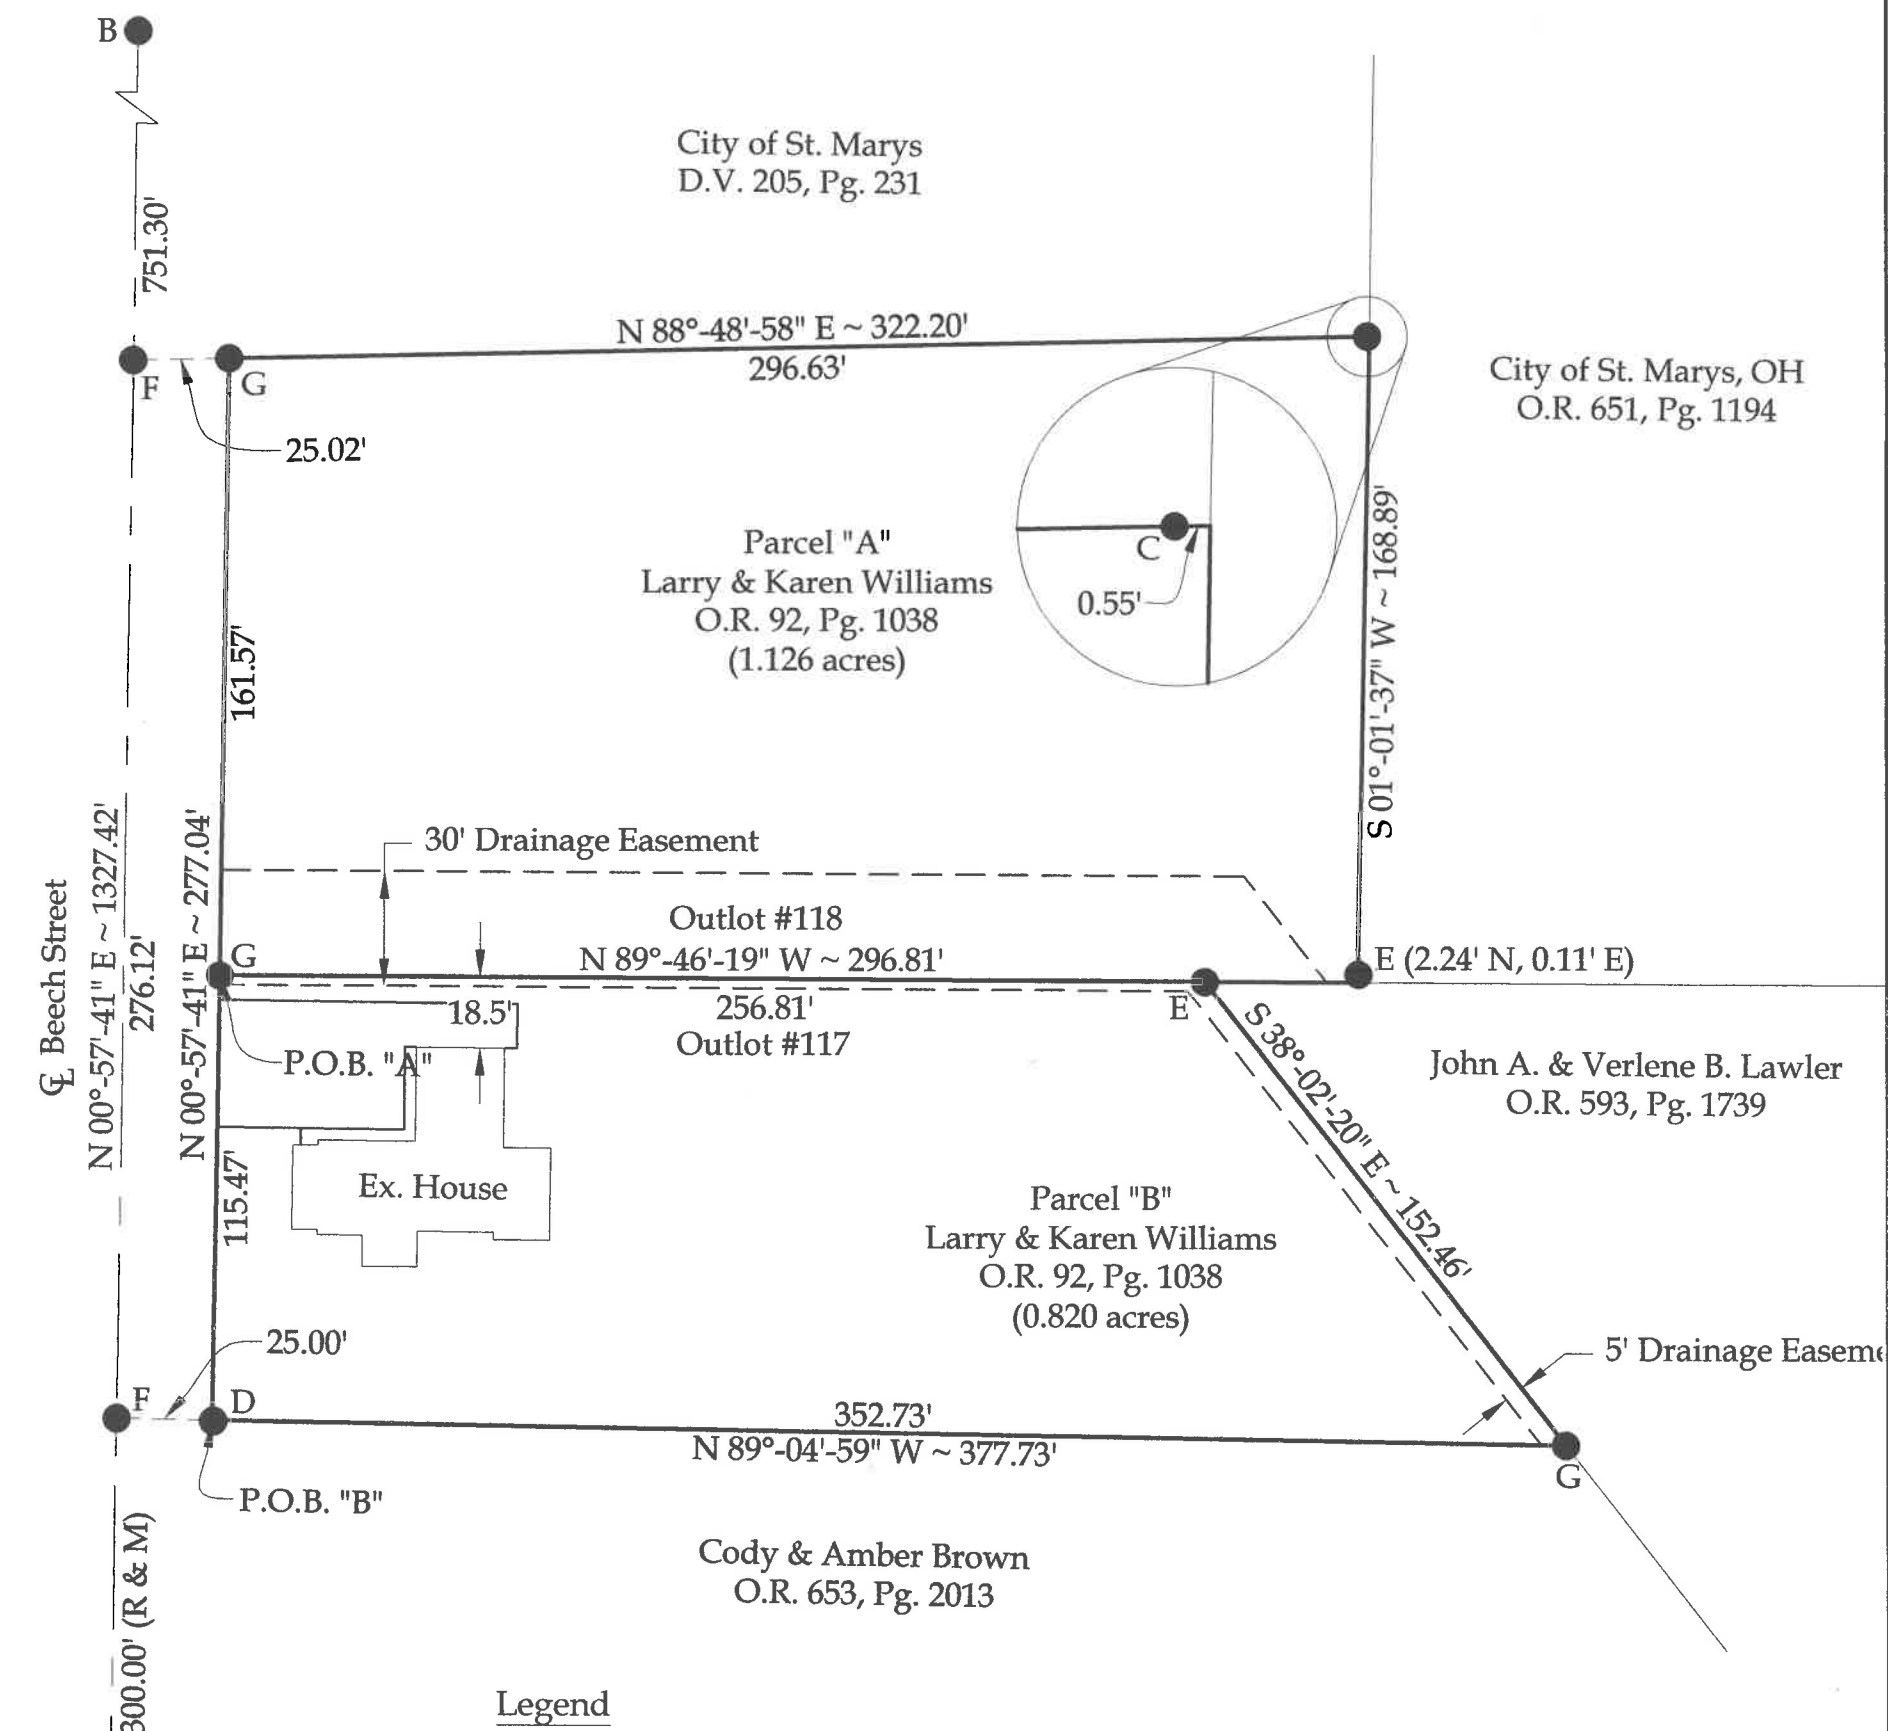 B
City of St. Marys
D.V. 205, Pg. 231
751.30'
N 88°-48'-58" E ~ 322.20'
296.63'
F
G
25.02'
City of St. Marys, OH
O.R. 651, Pg. 1194
C
0.55'
Parcel "A"
Larry & Karen Williams
O.R. 92, Pg. 1038
(1.126 acres)
161.57'
S 01°-01'-37" W ~ 168.89'
30' Drainage Easement
Outlot #118
N 89°-46'-19" W ~ 296.81'
G
E (2.24' N, 0.11' E)
18.5'
256.81'
Outlot #117
E
P.O.B. "A"
℄ Beech Street
N 00°-57'-41" E ~ 1327.42'
276.12'
N 00°-57'-41" E ~ 277.04'
115.47'
S 38°-02'-20" E ~ 152.46'
John A. & Verlene B. Lawler
O.R. 593, Pg. 1739
Ex. House
Parcel "B"
Larry & Karen Williams
O.R. 92, Pg. 1038
(0.820 acres)
25.00'
5' Drainage Easeme
F
D
352.73'
N 89°-04'-59" W ~ 377.73'
G
P.O.B. "B"
300.00' (R & M)
Cody & Amber Brown
O.R. 653, Pg. 2013
Legend